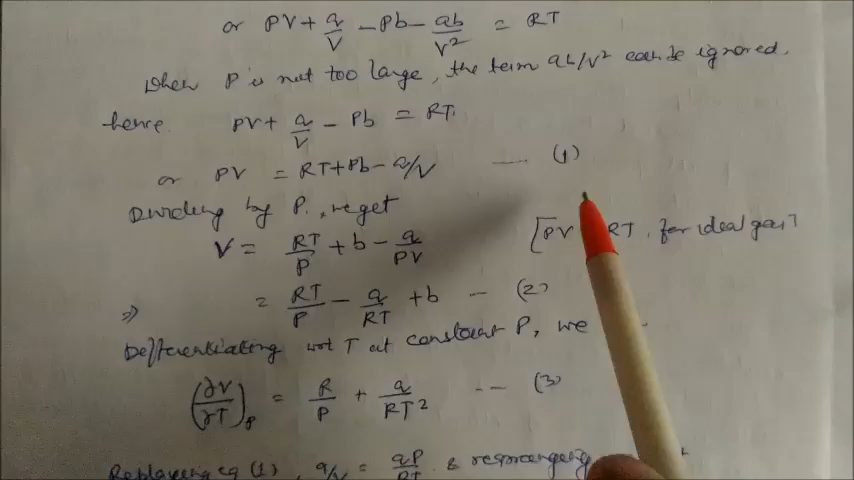 or PV + a/V - Pb - ab/V² = RT
When P is not too large, the term ab/V² can be ignored.
hence. PV + a/V - Pb = RT.
or PV = RT + Pb - a/V ---- (1)
Dividing by P, we get
V = RT/P + b - a/PV [PV RT, for ideal gas]
⇒ = RT/P - a/RT + b -- (2)
Differentiating wrt T at constant P, we
(∂V/∂T)P = R/P + a/RT² --- (3)
Replacing eq (1), a/V = aP/RT & rearranging